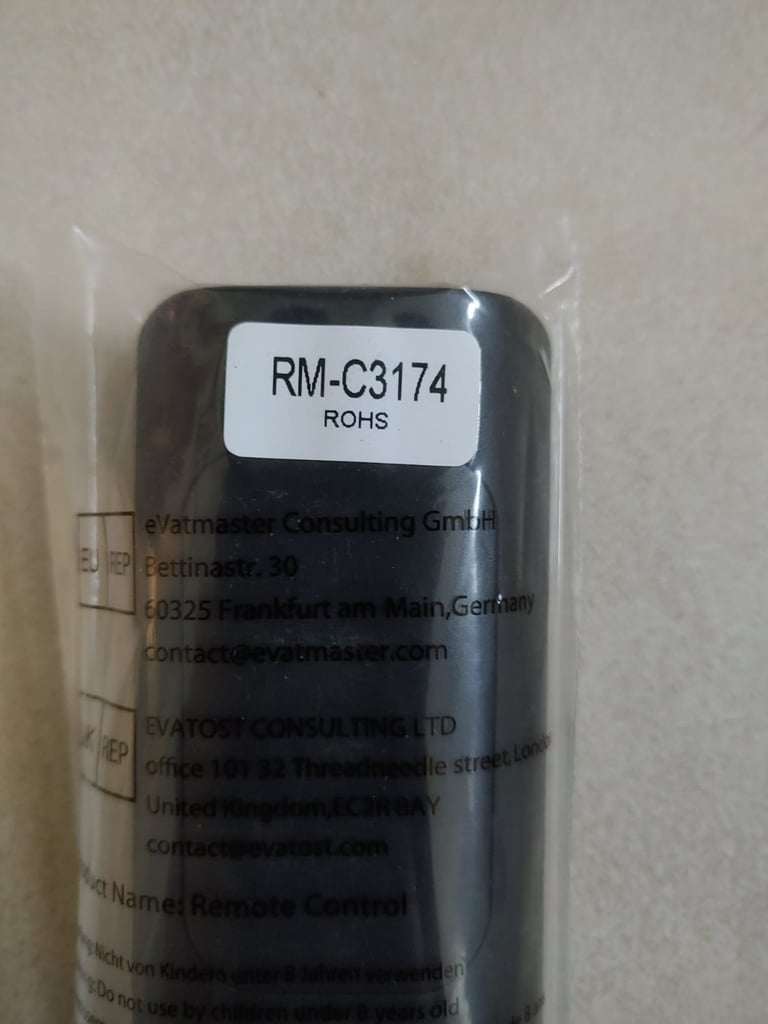 RM-C3174
ROHS
EU REP
eVatmaster Consulting GmbH
Bettinastr. 30
60325 Frankfurt am Main,Germany
contact@evatmaster.com
UK REP
EVATOST CONSULTING LTD
office 101 32 Threadneedle street, London
United Kingdom,EC2R 8AY
contact@evatost.com
Name: Remote Control
Nicht von Kindern unter 8 Jahren verwenden
Do not use by children under 8 years old